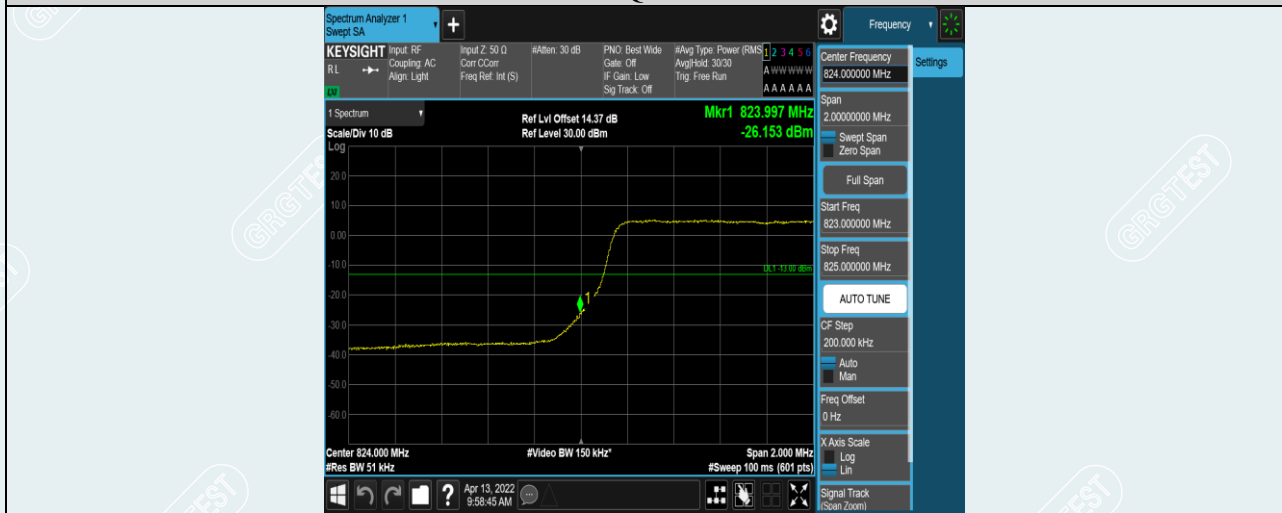 Spectrum Analyzer 1
Swept SA
+
Frequency
KEYSIGHT
RL
LXI
Input: RF
Coupling: AC
Align: Light
Input Z: 50 Ω
Corr CCorr
Freq Ref: Int (S)
#Atten: 30 dB
PNO: Best Wide
Gate: Off
IF Gain: Low
Sig Track: Off
#Avg Type: Power (RMS
Avg|Hold: 30/30
Trig: Free Run
1 2 3 4 5 6
A W W W W W
A A A A A A
1 Spectrum
Scale/Div 10 dB
Log
Ref Lvl Offset 14.37 dB
Ref Level 30.00 dBm
Mkr1 823.997 MHz
-26.153 dBm
20.0
10.0
0.00
-10.0
-20.0
-30.0
-40.0
-50.0
-60.0
DL1 -13.00 dBm
1
Center 824.000 MHz
#Res BW 51 kHz
#Video BW 150 kHz*
Span 2.000 MHz
#Sweep 100 ms (601 pts)
Apr 13, 2022
9:58:45 AM
?
Center Frequency
824.000000 MHz
Settings
Span
2.00000000 MHz
Swept Span
Zero Span
Full Span
Start Freq
823.000000 MHz
Stop Freq
825.000000 MHz
AUTO TUNE
CF Step
200.000 kHz
Auto
Man
Freq Offset
0 Hz
X Axis Scale
Log
Lin
Signal Track
(Span Zoom)
GRGTEST
GRGTEST
GRGTEST